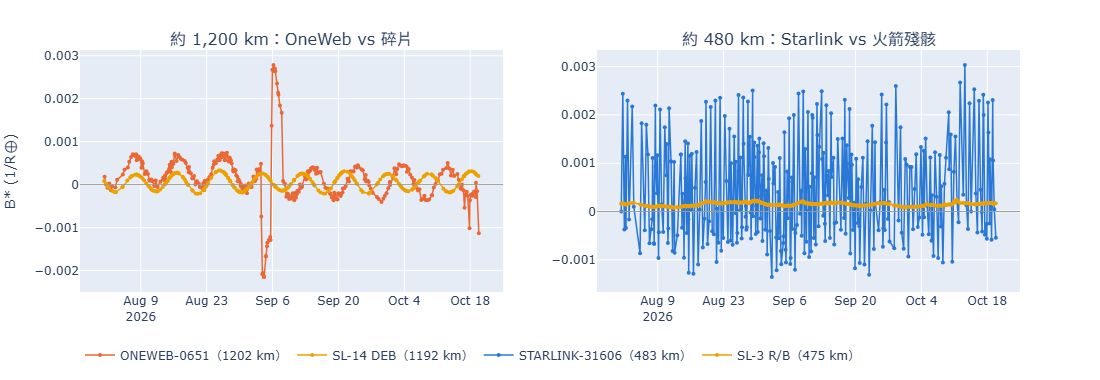 約 1,200 km：OneWeb vs 碎片
約 480 km：Starlink vs 火箭殘骸
B* (1/R⊕)
0.003
0.002
0.001
0
−0.001
−0.002
Aug 9
2026
Aug 23
Sep 6
Sep 20
Oct 4
Oct 18
0.003
0.002
0.001
0
−0.001
Aug 9
2026
Aug 23
Sep 6
Sep 20
Oct 4
Oct 18
ONEWEB-0651（1202 km）
SL-14 DEB（1192 km）
STARLINK-31606（483 km）
SL-3 R/B（475 km）